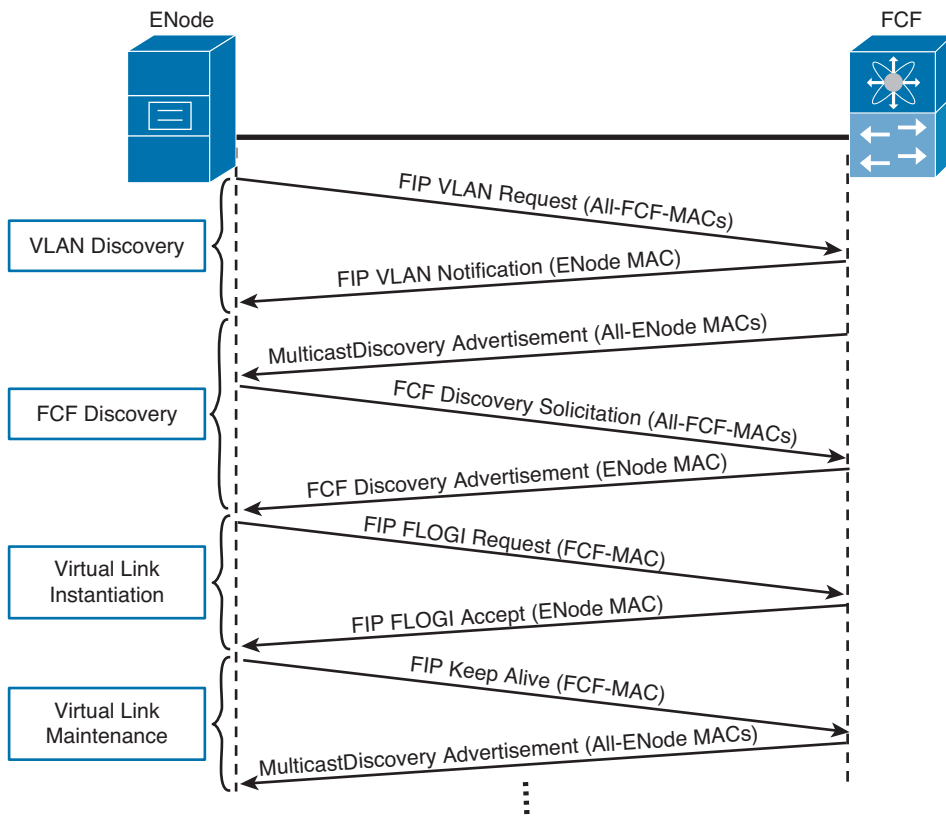 ENode
FCF
FIP VLAN Request (All-FCF-MACs)
VLAN Discovery
FIP VLAN Notification (ENode MAC)
MulticastDiscovery Advertisement (All-ENode MACs)
FCF Discovery
FCF Discovery Solicitation (All-FCF-MACs)
FCF Discovery Advertisement (ENode MAC)
FIP FLOGI Request (FCF-MAC)
Virtual Link
Instantiation
FIP FLOGI Accept (ENode MAC)
FIP Keep Alive (FCF-MAC)
Virtual Link
Maintenance
MulticastDiscovery Advertisement (All-ENode MACs)